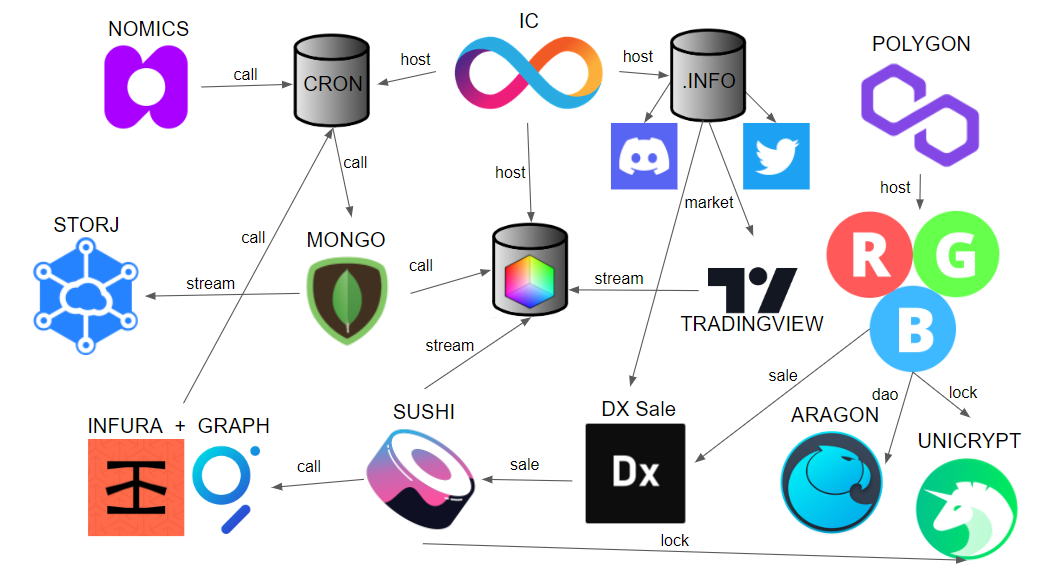 NOMICS
IC
POLYGON
call
CRON
host
host
.INFO
call
host
market
host
STORJ
call
MONGO
R
G
B
stream
call
stream
TRADINGVIEW
stream
sale
dao
lock
INFURA + GRAPH
SUSHI
DX Sale
ARAGON
UNICRYPT
call
sale
Dx
lock